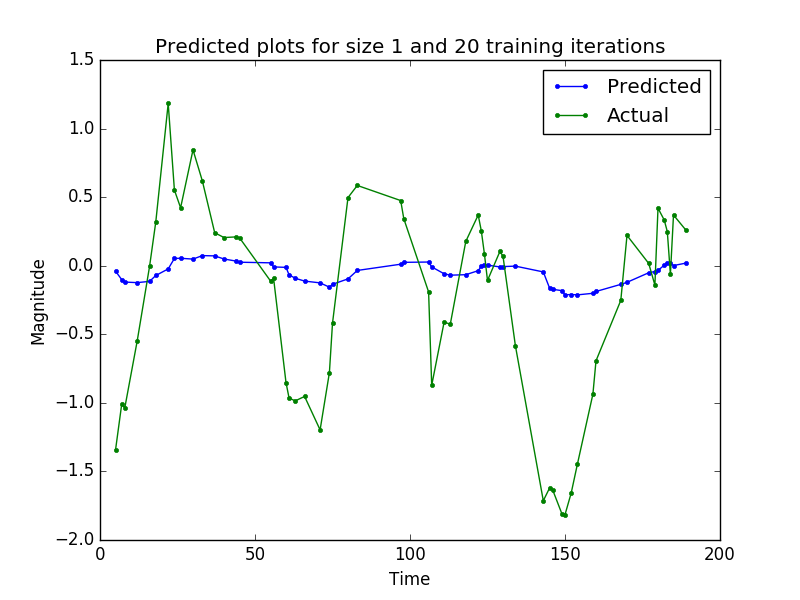 Predicted plots for size 1 and 20 training iterations
Predicted
Actual
1.5
1.0
0.5
0.0
−0.5
−1.0
−1.5
−2.0
Magnitude
0 50 100 150 200
Time